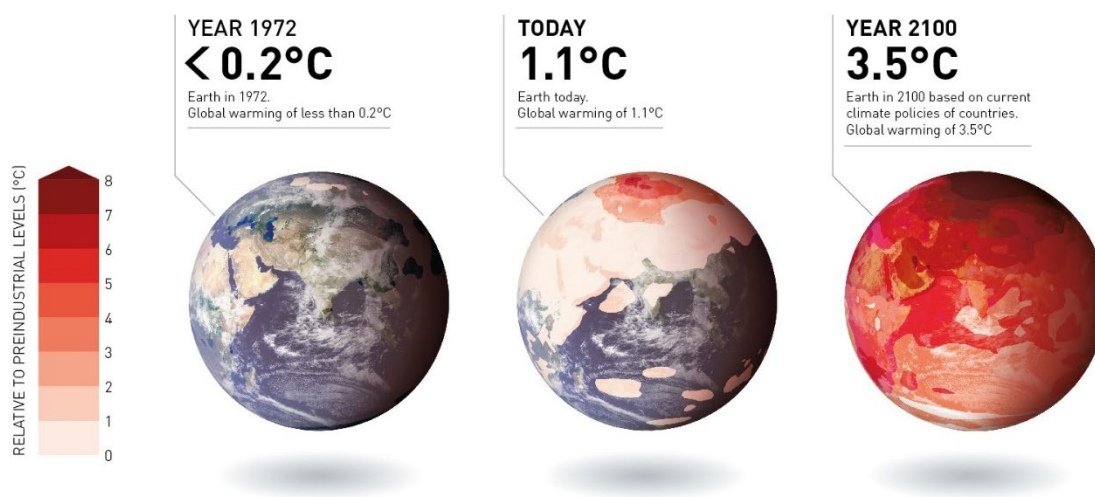 YEAR 1972
< 0.2°C
Earth in 1972.
Global warming of less than 0.2°C
TODAY
1.1°C
Earth today.
Global warming of 1.1°C
YEAR 2100
3.5°C
Earth in 2100 based on current
climate policies of countries.
Global warming of 3.5°C
RELATIVE TO PREINDUSTRIAL LEVELS (°C)
8
7
6
5
4
3
2
1
0